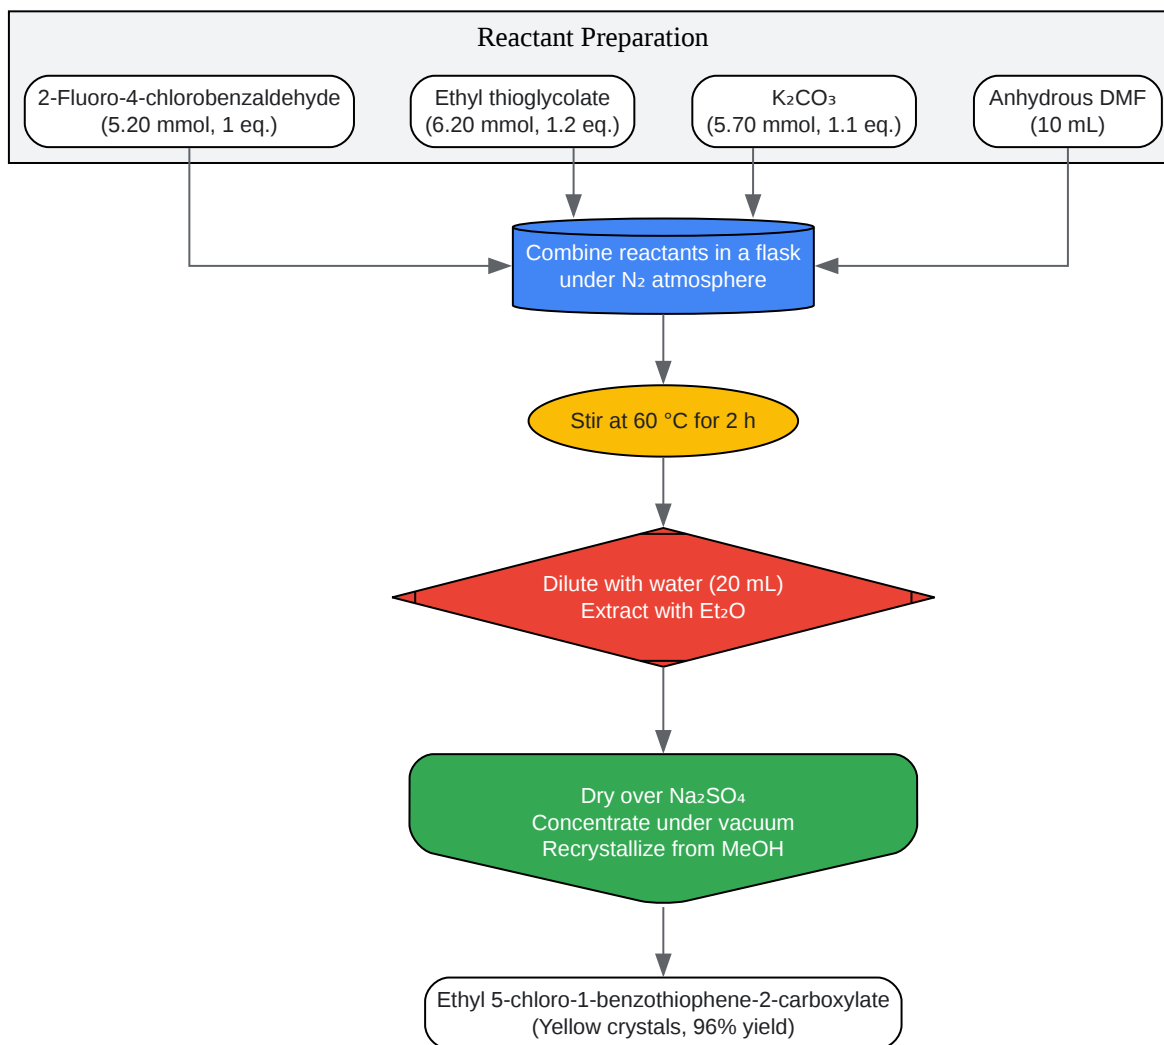 Reactant Preparation
2-Fluoro-4-chlorobenzaldehyde
(5.20 mmol, 1 eq.)
Ethyl thioglycolate
(6.20 mmol, 1.2 eq.)
K₂CO₃
(5.70 mmol, 1.1 eq.)
Anhydrous DMF
(10 mL)
Combine reactants in a flask
under N₂ atmosphere
Stir at 60 °C for 2 h
Dilute with water (20 mL)
Extract with Et₂O
Dry over Na₂SO₄
Concentrate under vacuum
Recrystallize from MeOH
Ethyl 5-chloro-1-benzothiophene-2-carboxylate
(Yellow crystals, 96% yield)